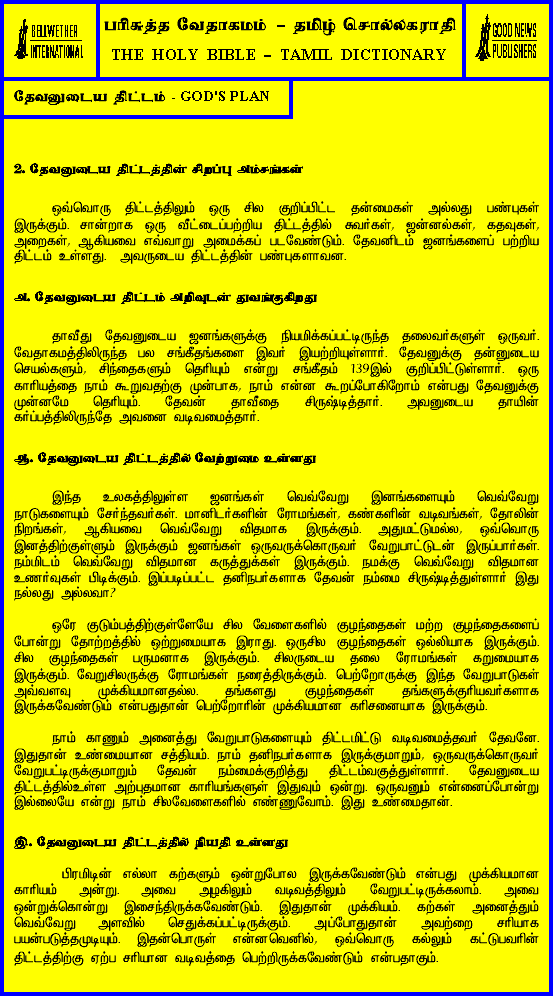 BELLWETHER
INTERNATIONAL
பரிசுத்த வேதாகமம் – தமிழ் சொல்லகராதி
THE HOLY BIBLE – TAMIL DICTIONARY
GOOD NEWS
PUBLISHERS
தேவனுடைய திட்டம் - GOD'S PLAN
2. தேவனுடைய திட்டத்தின் சிறப்பு அம்சங்கள்
ஒவ்வொரு திட்டத்திலும் ஒரு சில குறிப்பிட்ட தன்மைகள் அல்லது பண்புகள்
இருக்கும். சான்றாக ஒரு வீட்டைப்பற்றிய திட்டத்தில் சுவர்கள், ஜன்னல்கள், கதவுகள்,
அறைகள், ஆகியவை எவ்வாறு அமைக்கப் படவேண்டும். தேவனிடம் ஜனங்களைப் பற்றிய
திட்டம் உள்ளது. அவருடைய திட்டத்தின் பண்புகளாவன.
அ. தேவனுடைய திட்டம் அறிவுடன் துவங்குகிறது
தாவீது தேவனுடைய ஜனங்களுக்கு நியமிக்கப்பட்டிருந்த தலைவர்களுள் ஒருவர்.
வேதாகமத்திலிருந்த பல சங்கீதங்களை இவர் இயற்றியுள்ளார். தேவனுக்கு தன்னுடைய
செயல்களும், சிந்தைகளும் தெரியும் என்று சங்கீதம் 139இல் குறிப்பிட்டுள்ளார். ஒரு
காரியத்தை நாம் கூறுவதற்கு முன்பாக, நாம் என்ன கூறப்போகிறோம் என்பது தேவனுக்கு
முன்னமே தெரியும். தேவன் தாவீதை சிருஷ்டித்தார். அவனுடைய தாயின்
கர்ப்பத்திலிருந்தே அவனை வடிவமைத்தார்.
ஆ. தேவனுடைய திட்டத்தில் வேற்றுமை உள்ளது
இந்த உலகத்திலுள்ள ஜனங்கள் வெவ்வேறு இனங்களையும் வெவ்வேறு
நாடுகளையும் சேர்ந்தவர்கள். மானிடர்களின் ரோமங்கள், கண்களின் வடிவங்கள், தோலின்
நிறங்கள், ஆகியவை வெவ்வேறு விதமாக இருக்கும். அதுமட்டுமல்ல, ஒவ்வொரு
இனத்திற்குள்ளும் இருக்கும் ஜனங்கள் ஒருவருக்கொருவர் வேறுபாட்டுடன் இருப்பார்கள்.
நம்மிடம் வெவ்வேறு விதமான கருத்துக்கள் இருக்கும். நமக்கு வெவ்வேறு விதமான
உணர்வுகள் பிடிக்கும். இப்படிப்பட்ட தனிநபர்களாக தேவன் நம்மை சிருஷ்டித்துள்ளார் இது
நல்லது அல்லவா?
ஒரே குடும்பத்திற்குள்ளேயே சில வேளைகளில் குழந்தைகள் மற்ற குழந்தைகளைப்
போன்று தோற்றத்தில் ஒற்றுமையாக இராது. ஒருசில குழந்தைகள் ஒல்லியாக இருக்கும்.
சில குழந்தைகள் பருமனாக இருக்கும். சிலருடைய தலை ரோமங்கள் கறுமையாக
இருக்கும். வேறுசிலருக்கு ரோமங்கள் நரைத்திருக்கும். பெற்றோருக்கு இந்த வேறுபாடுகள்
அவ்வளவு முக்கியமானதல்ல. தங்களது குழந்தைகள் தங்களுக்குரியவர்களாக
இருக்கவேண்டும் என்பதுதான் பெற்றோரின் முக்கியமான கரிசனையாக இருக்கும்.
நாம் காணும் அனைத்து வேறுபாடுகளையும் திட்டமிட்டு வடிவமைத்தவர் தேவனே.
இதுதான் உண்மையான சத்தியம். நாம் தனிநபர்களாக இருக்குமாறும், ஒருவருக்கொருவர்
வேறுபட்டிருக்குமாறும் தேவன் நம்மைக்குறித்து திட்டம்வகுத்துள்ளார். தேவனுடைய
திட்டத்தில்உள்ள அற்புதமான காரியங்களுள் இதுவும் ஒன்று. ஒருவனும் என்னைப்போன்று
இல்லையே என்று நாம் சிலவேளைகளில் எண்ணுவோம். இது உண்மைதான்.
இ. தேவனுடைய திட்டத்தில் நியதி உள்ளது
பிரமிடின் எல்லா கற்களும் ஒன்றுபோல இருக்கவேண்டும் என்பது முக்கியமான
காரியம் அன்று. அவை அழகிலும் வடிவத்திலும் வேறுபட்டிருக்கலாம். அவை
ஒன்றுக்கொன்று இசைந்திருக்கவேண்டும். இதுதான் முக்கியம். கற்கள் அனைத்தும்
வெவ்வேறு அளவில் செதுக்கப்பட்டிருக்கும். அப்போதுதான் அவற்றை சரியாக
பயன்படுத்தமுடியும். இதன்பொருள் என்னவெனில், ஒவ்வொரு கல்லும் கட்டுபவரின்
திட்டத்திற்கு ஏற்ப சரியான வடிவத்தை பெற்றிருக்கவேண்டும் என்பதாகும்.